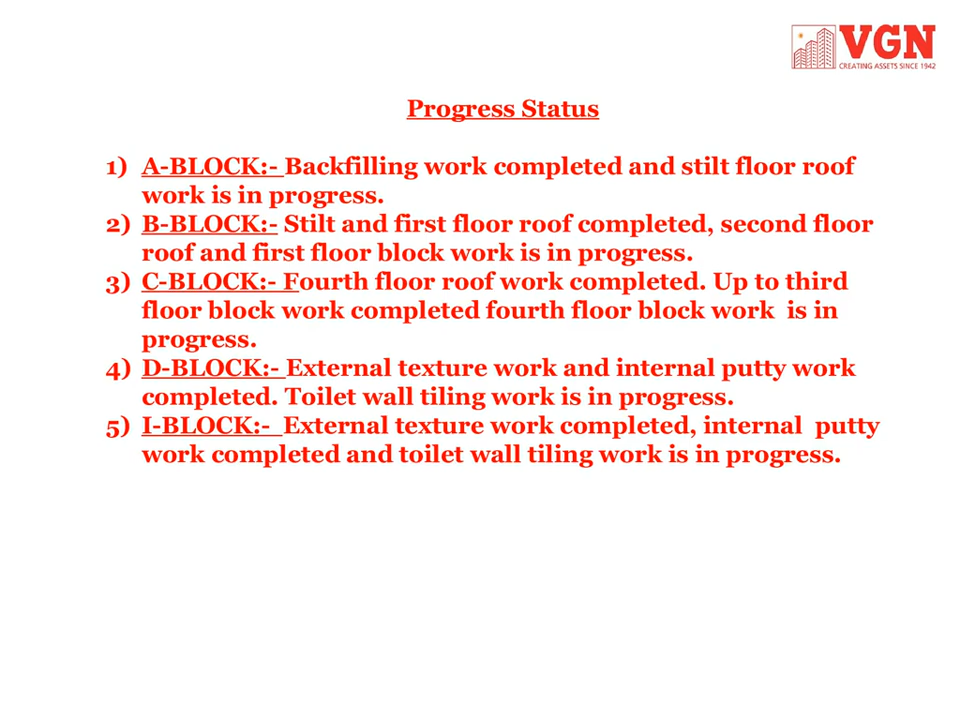 VGN
CREATING ASSETS SINCE 1942
Progress Status
1) A-BLOCK:- Backfilling work completed and stilt floor roof
work is in progress.
2) B-BLOCK:- Stilt and first floor roof completed, second floor
roof and first floor block work is in progress.
3) C-BLOCK:- Fourth floor roof work completed. Up to third
floor block work completed fourth floor block work  is in
progress.
4) D-BLOCK:- External texture work and internal putty work
completed. Toilet wall tiling work is in progress.
5) I-BLOCK:-  External texture work completed, internal  putty
work completed and toilet wall tiling work is in progress.